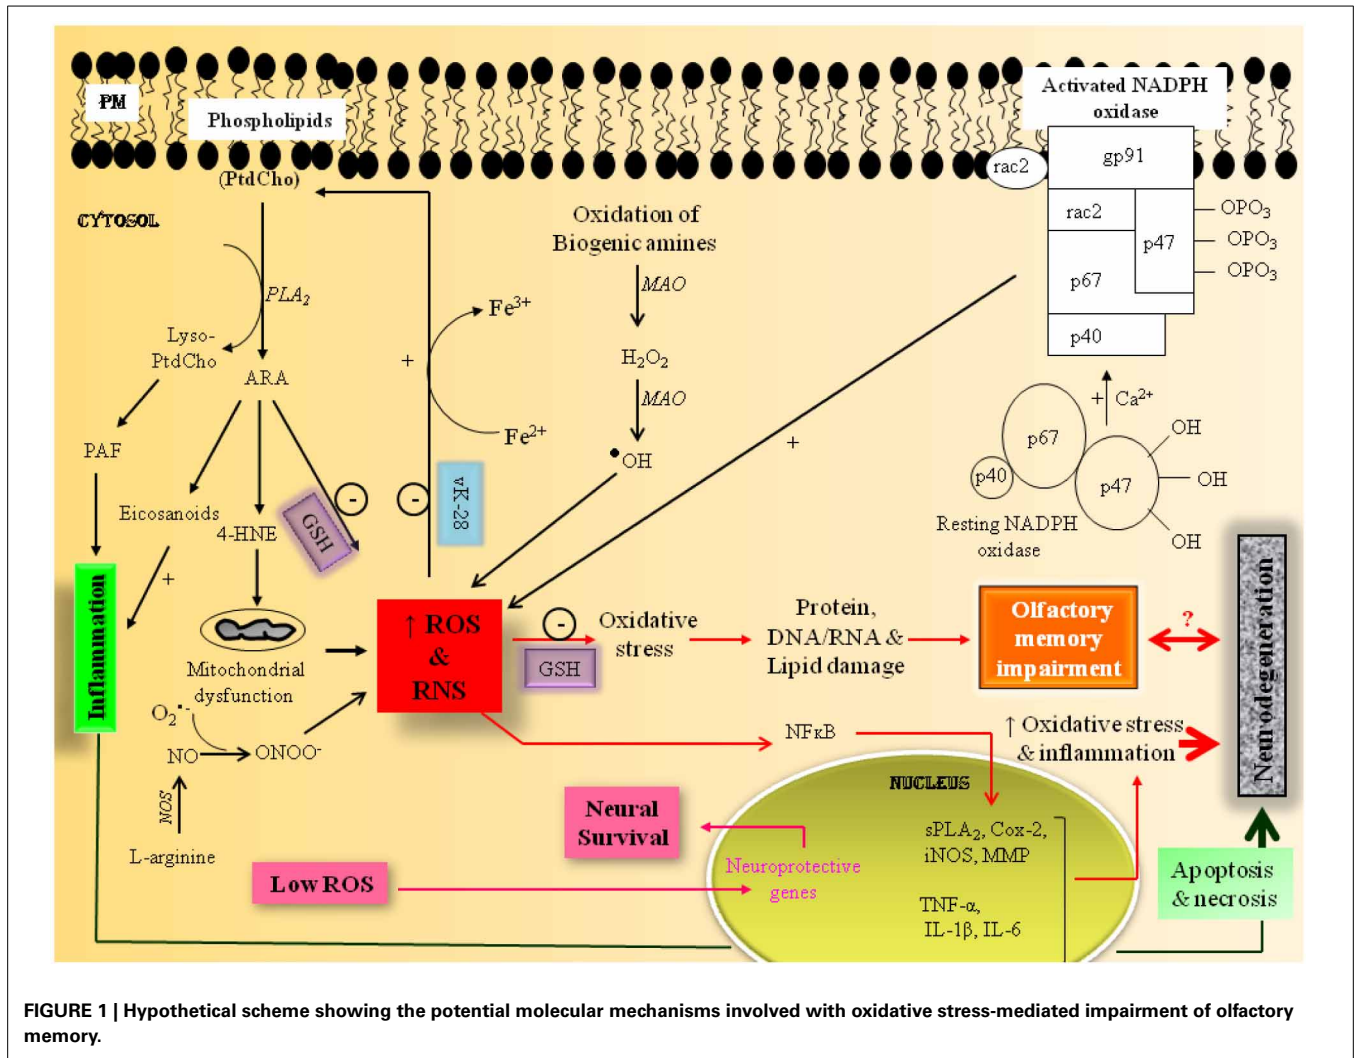 PM
Phospholipids
(PtdCho)
CYTOSOL
PLA₂
Lyso-
PtdCho
ARA
PAF
Eicosanoids
4-HNE
GSH
-
+
Inflammation
Mitochondrial
dysfunction
O₂•-
NO
ONOO-
NOS
L-arginine
Fe³⁺
+
Fe²⁺
-
vK-28
Oxidation of
Biogenic amines
MAO
H₂O₂
MAO
•OH
+
Activated NADPH
oxidase
rac2
gp91
rac2
p47
p67
p40
OPO₃
OPO₃
OPO₃
+
Ca²⁺
p67
p40
p47
OH
OH
OH
Resting NADPH
oxidase
↑ ROS
&
RNS
-
GSH
Oxidative
stress
Protein,
DNA/RNA &
Lipid damage
Olfactory
memory
impairment
?
Neurodegeneration
NFκB
↑ Oxidative stress
& inflammation
NUCLEUS
sPLA₂, Cox-2,
iNOS, MMP
TNF-α,
IL-1β, IL-6
Neural
Survival
Neuroprotective
genes
Low ROS
Apoptosis
& necrosis
FIGURE 1 | Hypothetical scheme showing the potential molecular mechanisms involved with oxidative stress-mediated impairment of olfactory
memory.